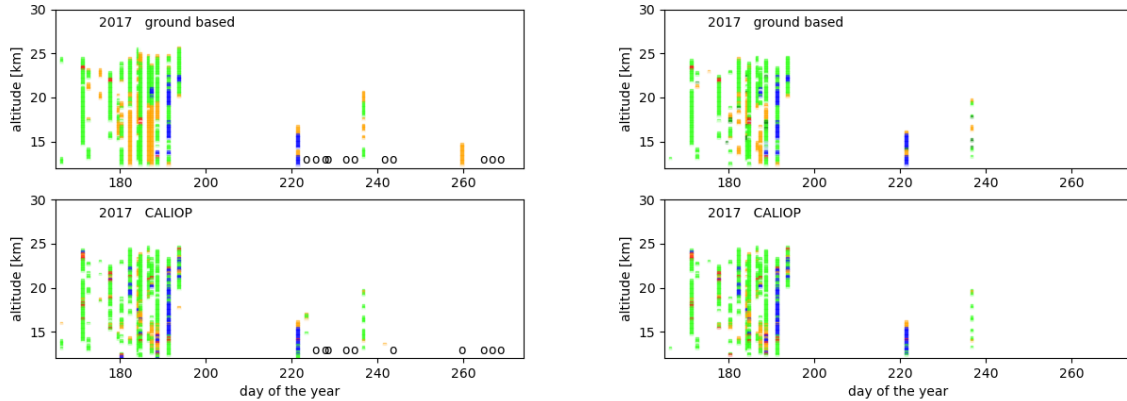 30
2017 ground based
25
20
15
altitude [km]
180 200 220 240 260
O O O O O O O O O O O
30
2017 ground based
25
20
15
altitude [km]
180 200 220 240 260
30
2017 CALIOP
25
20
15
altitude [km]
180 200 220 240 260
day of the year
O O O O O O O O O O O
30
2017 CALIOP
25
20
15
altitude [km]
180 200 220 240 260
day of the year